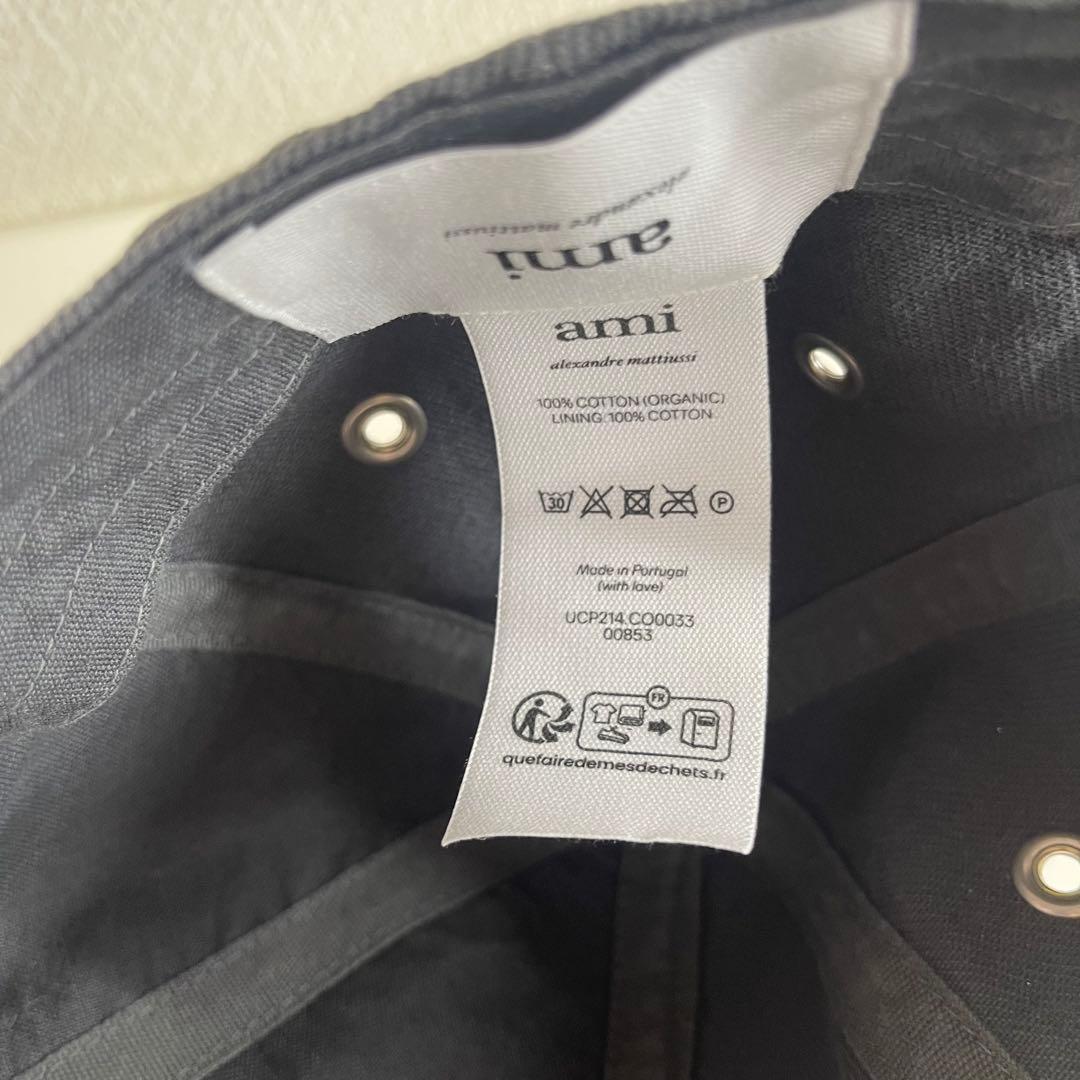 alexandre mattiussi
ami
ami
alexandre mattiussi
100% COTTON (ORGANIC)
LINING: 100% COTTON
30
P
Made in Portugal
(with love)
UCP214.CO0033
00853
FR
quefairedemesdechets.fr